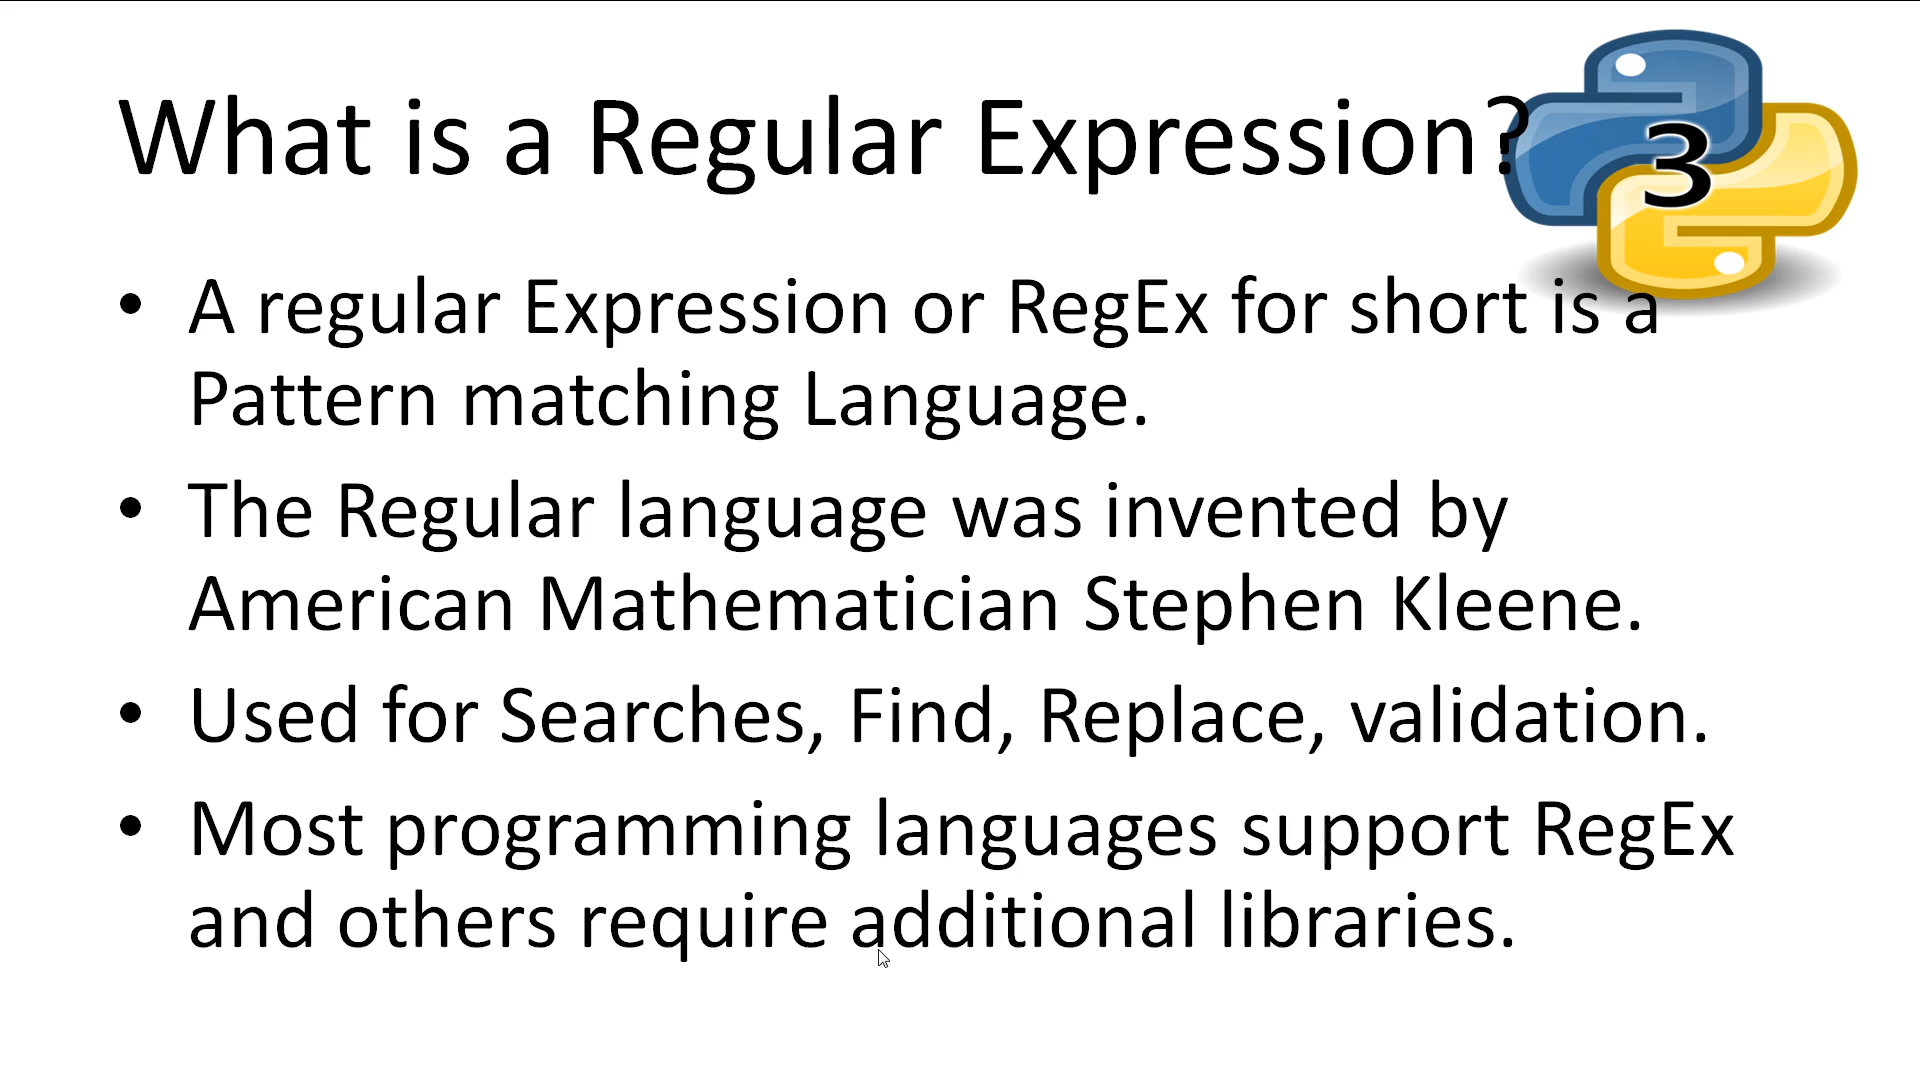 What is a Regular Expression?
3
• A regular Expression or RegEx for short is a
Pattern matching Language.
• The Regular language was invented by
American Mathematician Stephen Kleene.
• Used for Searches, Find, Replace, validation.
• Most programming languages support RegEx
and others require additional libraries.